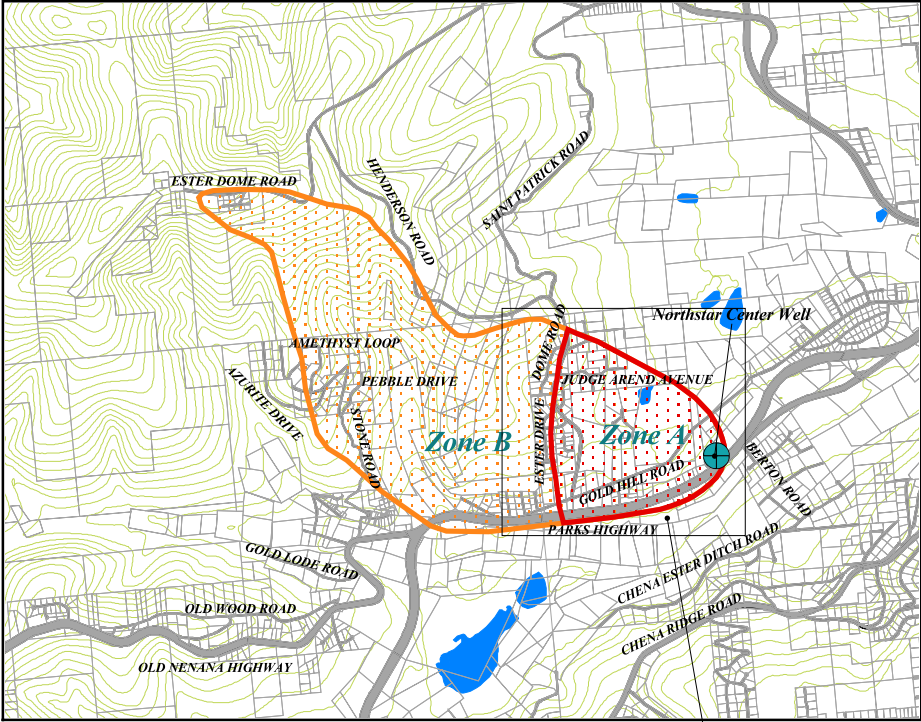 ESTER DOME ROAD
HENDERSON ROAD
SAINT PATRICK ROAD
Northstar Center Well
DOME ROAD
AMETHYST LOOP
PEBBLE DRIVE
JUDGE AREND AVENUE
AZURITE DRIVE
STONE ROAD
Zone B
ESTER DRIVE
Zone A
GOLD HILL ROAD
BERTON ROAD
PARKS HIGHWAY
GOLD LODE ROAD
CHENA ESTER DITCH ROAD
OLD WOOD ROAD
CHENA RIDGE ROAD
OLD NENANA HIGHWAY